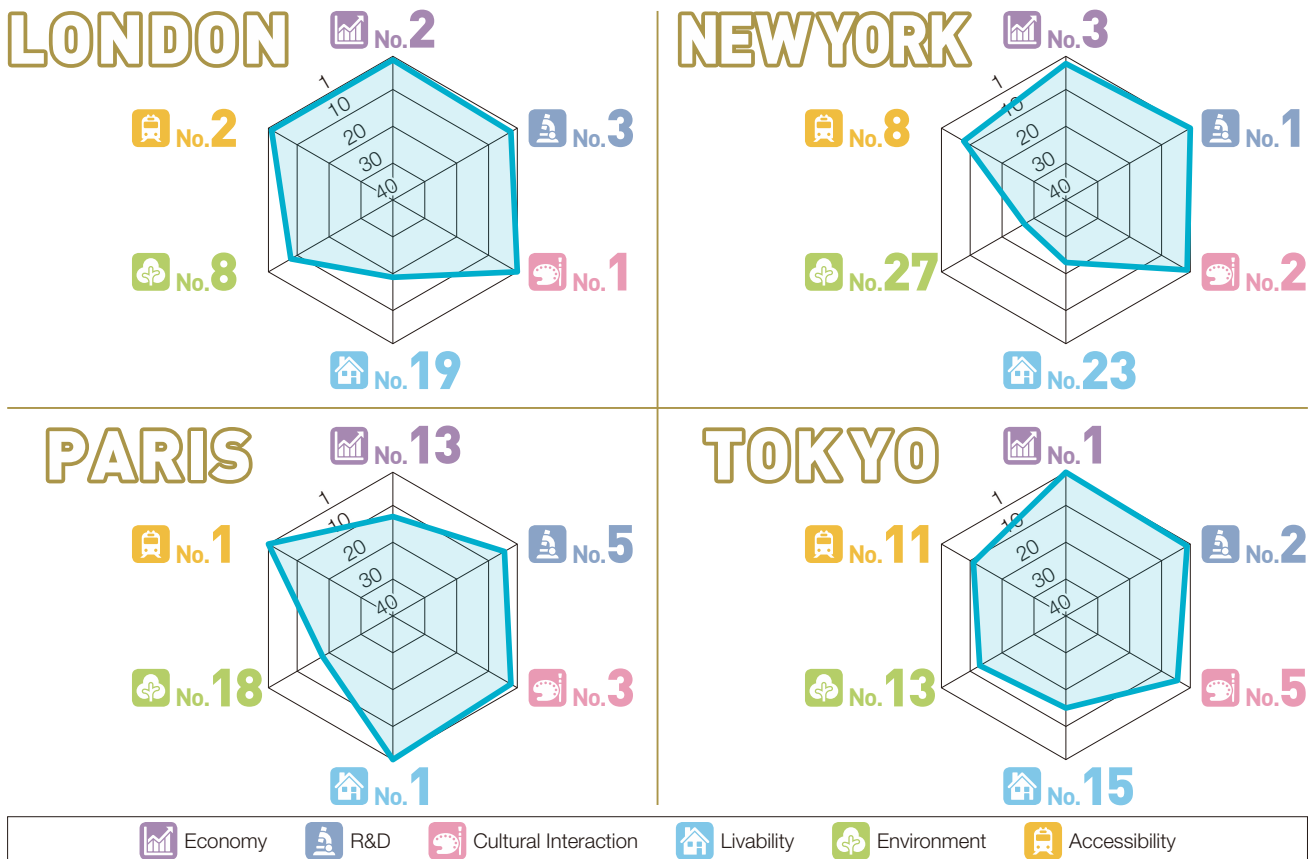 LONDON
No.2
1
10
20
30
40
No.2
No.3
No.8
No.1
No.19
NEWYORK
No.3
1
10
20
30
40
No.8
No.1
No.27
No.2
No.23
PARIS
No.13
1
10
20
30
40
No.1
No.5
No.18
No.3
No.1
TOKYO
No.1
1
10
20
30
40
No.11
No.2
No.13
No.5
No.15
Economy R&D Cultural Interaction Livability Environment Accessibility